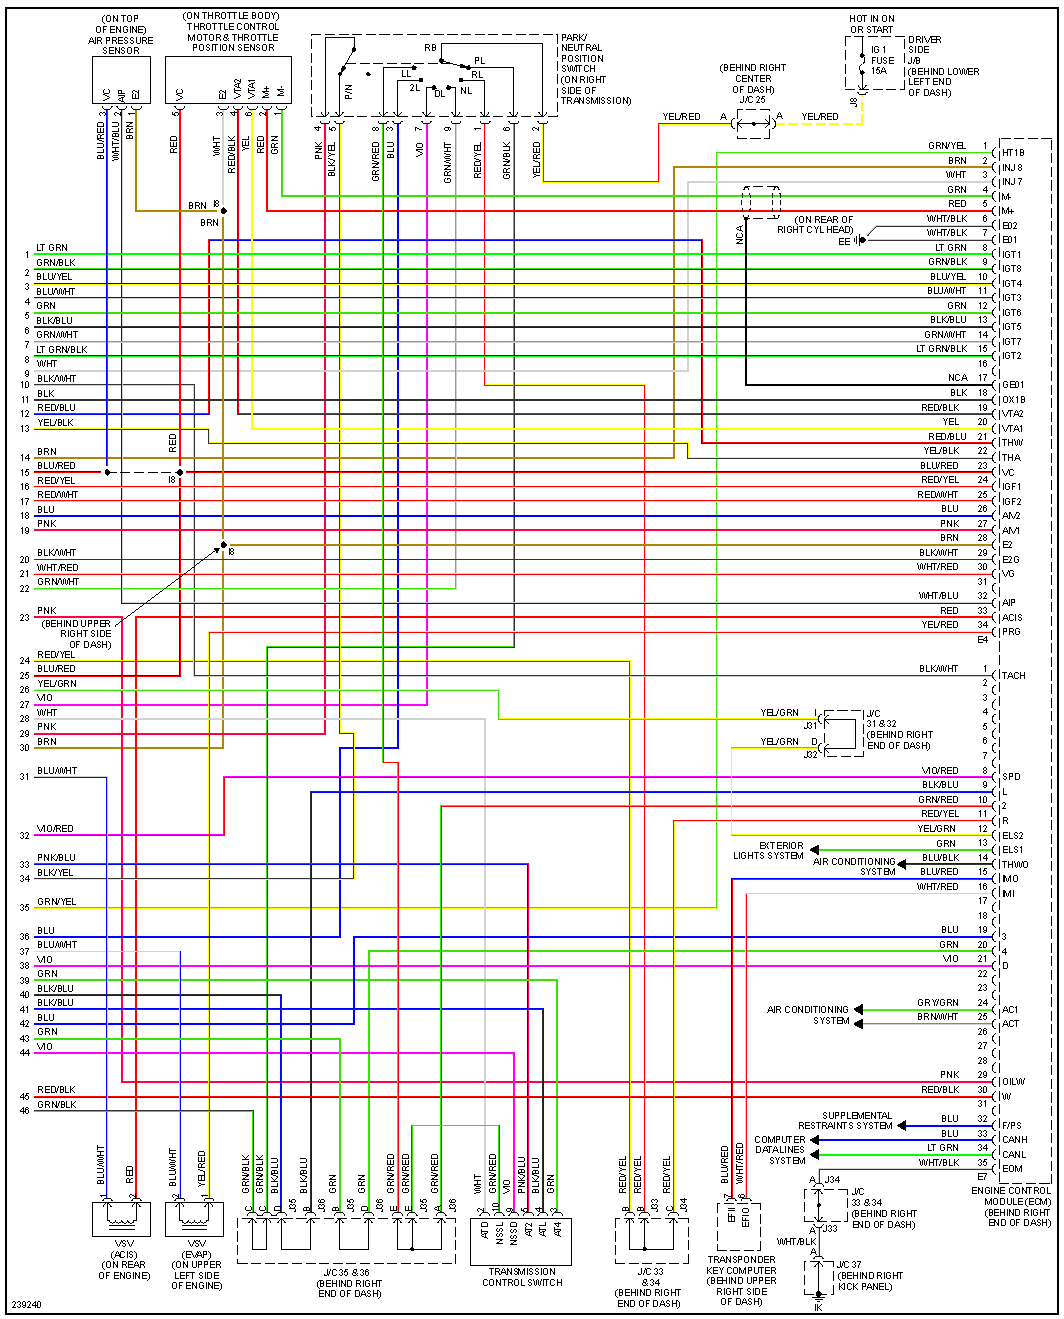 (ON TOP
OF ENGINE)
AIR PRESSURE
SENSOR
(ON THROTTLE BODY)
THROTTLE CONTROL
MOTOR & THROTTLE
POSITION SENSOR
PARK/
NEUTRAL
POSITION
SWITCH
(ON RIGHT
SIDE OF
TRANSMISSION)
HOT IN ON
OR START
DRIVER
SIDE
J/B
(BEHIND LOWER
LEFT END
OF DASH)
IG 1
FUSE
15A
J8
(BEHIND RIGHT
CENTER
OF DASH)
J/C 25
YEL/RED A A YEL/RED
VC AIP E2
3 2 1
BLU/RED WHT/BLU BRN
VC E2 VTA2 VTA1 M+ M-
5 3 4 6 2 1
RED WHT RED/BLK YEL RED GRN
P/N RB PL LL RL 2L DL NL
4 5 8 3 7 9 1 6 2
PNK BLK/YEL GRN/RED BLU VIO GRN/WHT RED/YEL GRN/BLK YEL/RED
BRN I8
BRN
NCA
(ON REAR OF
RIGHT CYL HEAD)
EE
RED
I8
I8
(BEHIND UPPER
RIGHT SIDE
OF DASH)
1 LT GRN
2 GRN/BLK
3 BLU/YEL
4 BLU/WHT
5 GRN
6 BLK/BLU
7 GRN/WHT
8 LT GRN/BLK
9 WHT
10 BLK/WHT
11 BLK
12 RED/BLU
13 YEL/BLK
14 BRN
15 BLU/RED
16 RED/YEL
17 RED/WHT
18 BLU
19 PNK
20 BLK/WHT
21 WHT/RED
22 GRN/WHT
23 PNK
24 RED/YEL
25 BLU/RED
26 YEL/GRN
27 VIO
28 WHT
29 PNK
30 BRN
31 BLU/WHT
32 VIO/RED
33 PNK/BLU
34 BLK/YEL
35 GRN/YEL
36 BLU
37 BLU/WHT
38 VIO
39 GRN
40 BLK/BLU
41 BLK/BLU
42 BLU
43 GRN
44 VIO
45 RED/BLK
46 GRN/BLK
GRN/YEL 1 HT1B
BRN 2 INJ 8
WHT 3 INJ 7
GRN 4 M-
RED 5 M+
WHT/BLK 6 E02
WHT/BLK 7 E01
LT GRN 8 IGT1
GRN/BLK 9 IGT8
BLU/YEL 10 IGT4
BLU/WHT 11 IGT3
GRN 12 IGT6
BLK/BLU 13 IGT5
GRN/WHT 14 IGT7
LT GRN/BLK 15 IGT2
16
NCA 17 GE01
BLK 18 OX1B
RED/BLK 19 VTA2
YEL 20 VTA1
RED/BLU 21 THW
YEL/BLK 22 THA
BLU/RED 23 VC
RED/YEL 24 IGF1
RED/WHT 25 IGF2
BLU 26 AIV2
PNK 27 AIV1
BRN 28 E2
BLK/WHT 29 E2G
WHT/RED 30 VG
31
WHT/BLU 32 AIP
RED 33 ACIS
YEL/RED 34 PRG
E4
BLK/WHT 1 TACH
2
3
4
5
6
7
VIO/RED 8 SPD
BLK/BLU 9 L
GRN/RED 10 2
RED/YEL 11 R
YEL/GRN 12 ELS2
GRN 13 ELS1
BLU/BLK 14 THWO
BLU/RED 15 IMO
WHT/RED 16 IMI
17
18
BLU 19 3
GRN 20 4
VIO 21 D
22
23
GRY/GRN 24 AC1
BRN/WHT 25 ACT
26
27
28
PNK 29 OILW
RED/BLK 30 W
31
BLU 32 F/PS
BLU 33 CANH
LT GRN 34 CANL
WHT/BLK 35 EOM
E7
ENGINE CONTROL
MODULE (ECM)
(BEHIND RIGHT
END OF DASH)
YEL/GRN I J31
YEL/GRN D J32
J/C
31 & 32
(BEHIND RIGHT
END OF DASH)
EXTERIOR
LIGHTS SYSTEM
AIR CONDITIONING
SYSTEM
AIR CONDITIONING
SYSTEM
SUPPLEMENTAL
RESTRAINTS SYSTEM
COMPUTER
DATALINES
SYSTEM
A J34
J/C
33 & 34
(BEHIND RIGHT
END OF DASH)
A J33
WHT/BLK
A
J/C 37
(BEHIND RIGHT
KICK PANEL)
IK
BLU/WHT RED
1 2
VSV
(ACIS)
(ON REAR
OF ENGINE)
BLU/WHT YEL/RED
2 1
VSV
(EVAP)
(ON UPPER
LEFT SIDE
OF ENGINE)
GRN/BLK GRN/BLK BLK/BLU BLK/BLU GRN GRN GRN/RED GRN/RED GRN
C C D J35 B J36 B J35 D J36 E E J35 A J36
J/C 35 & 36
(BEHIND RIGHT
END OF DASH)
WHT GRN VIO PNK/BLU BLK/BLU GRN
2 10 9 5 4 3
ATD NSSL NSSD AT2 ATL AT4
TRANSMISSION
CONTROL SWITCH
RED/YEL RED/YEL RED/YEL
B B J33 C J34
J/C 33
& 34
(BEHIND RIGHT
END OF DASH)
BLU/RED WHT/RED
7 6
EFII EFIO
TRANSPONDER
KEY COMPUTER
(BEHIND UPPER
RIGHT SIDE
OF DASH)
239240